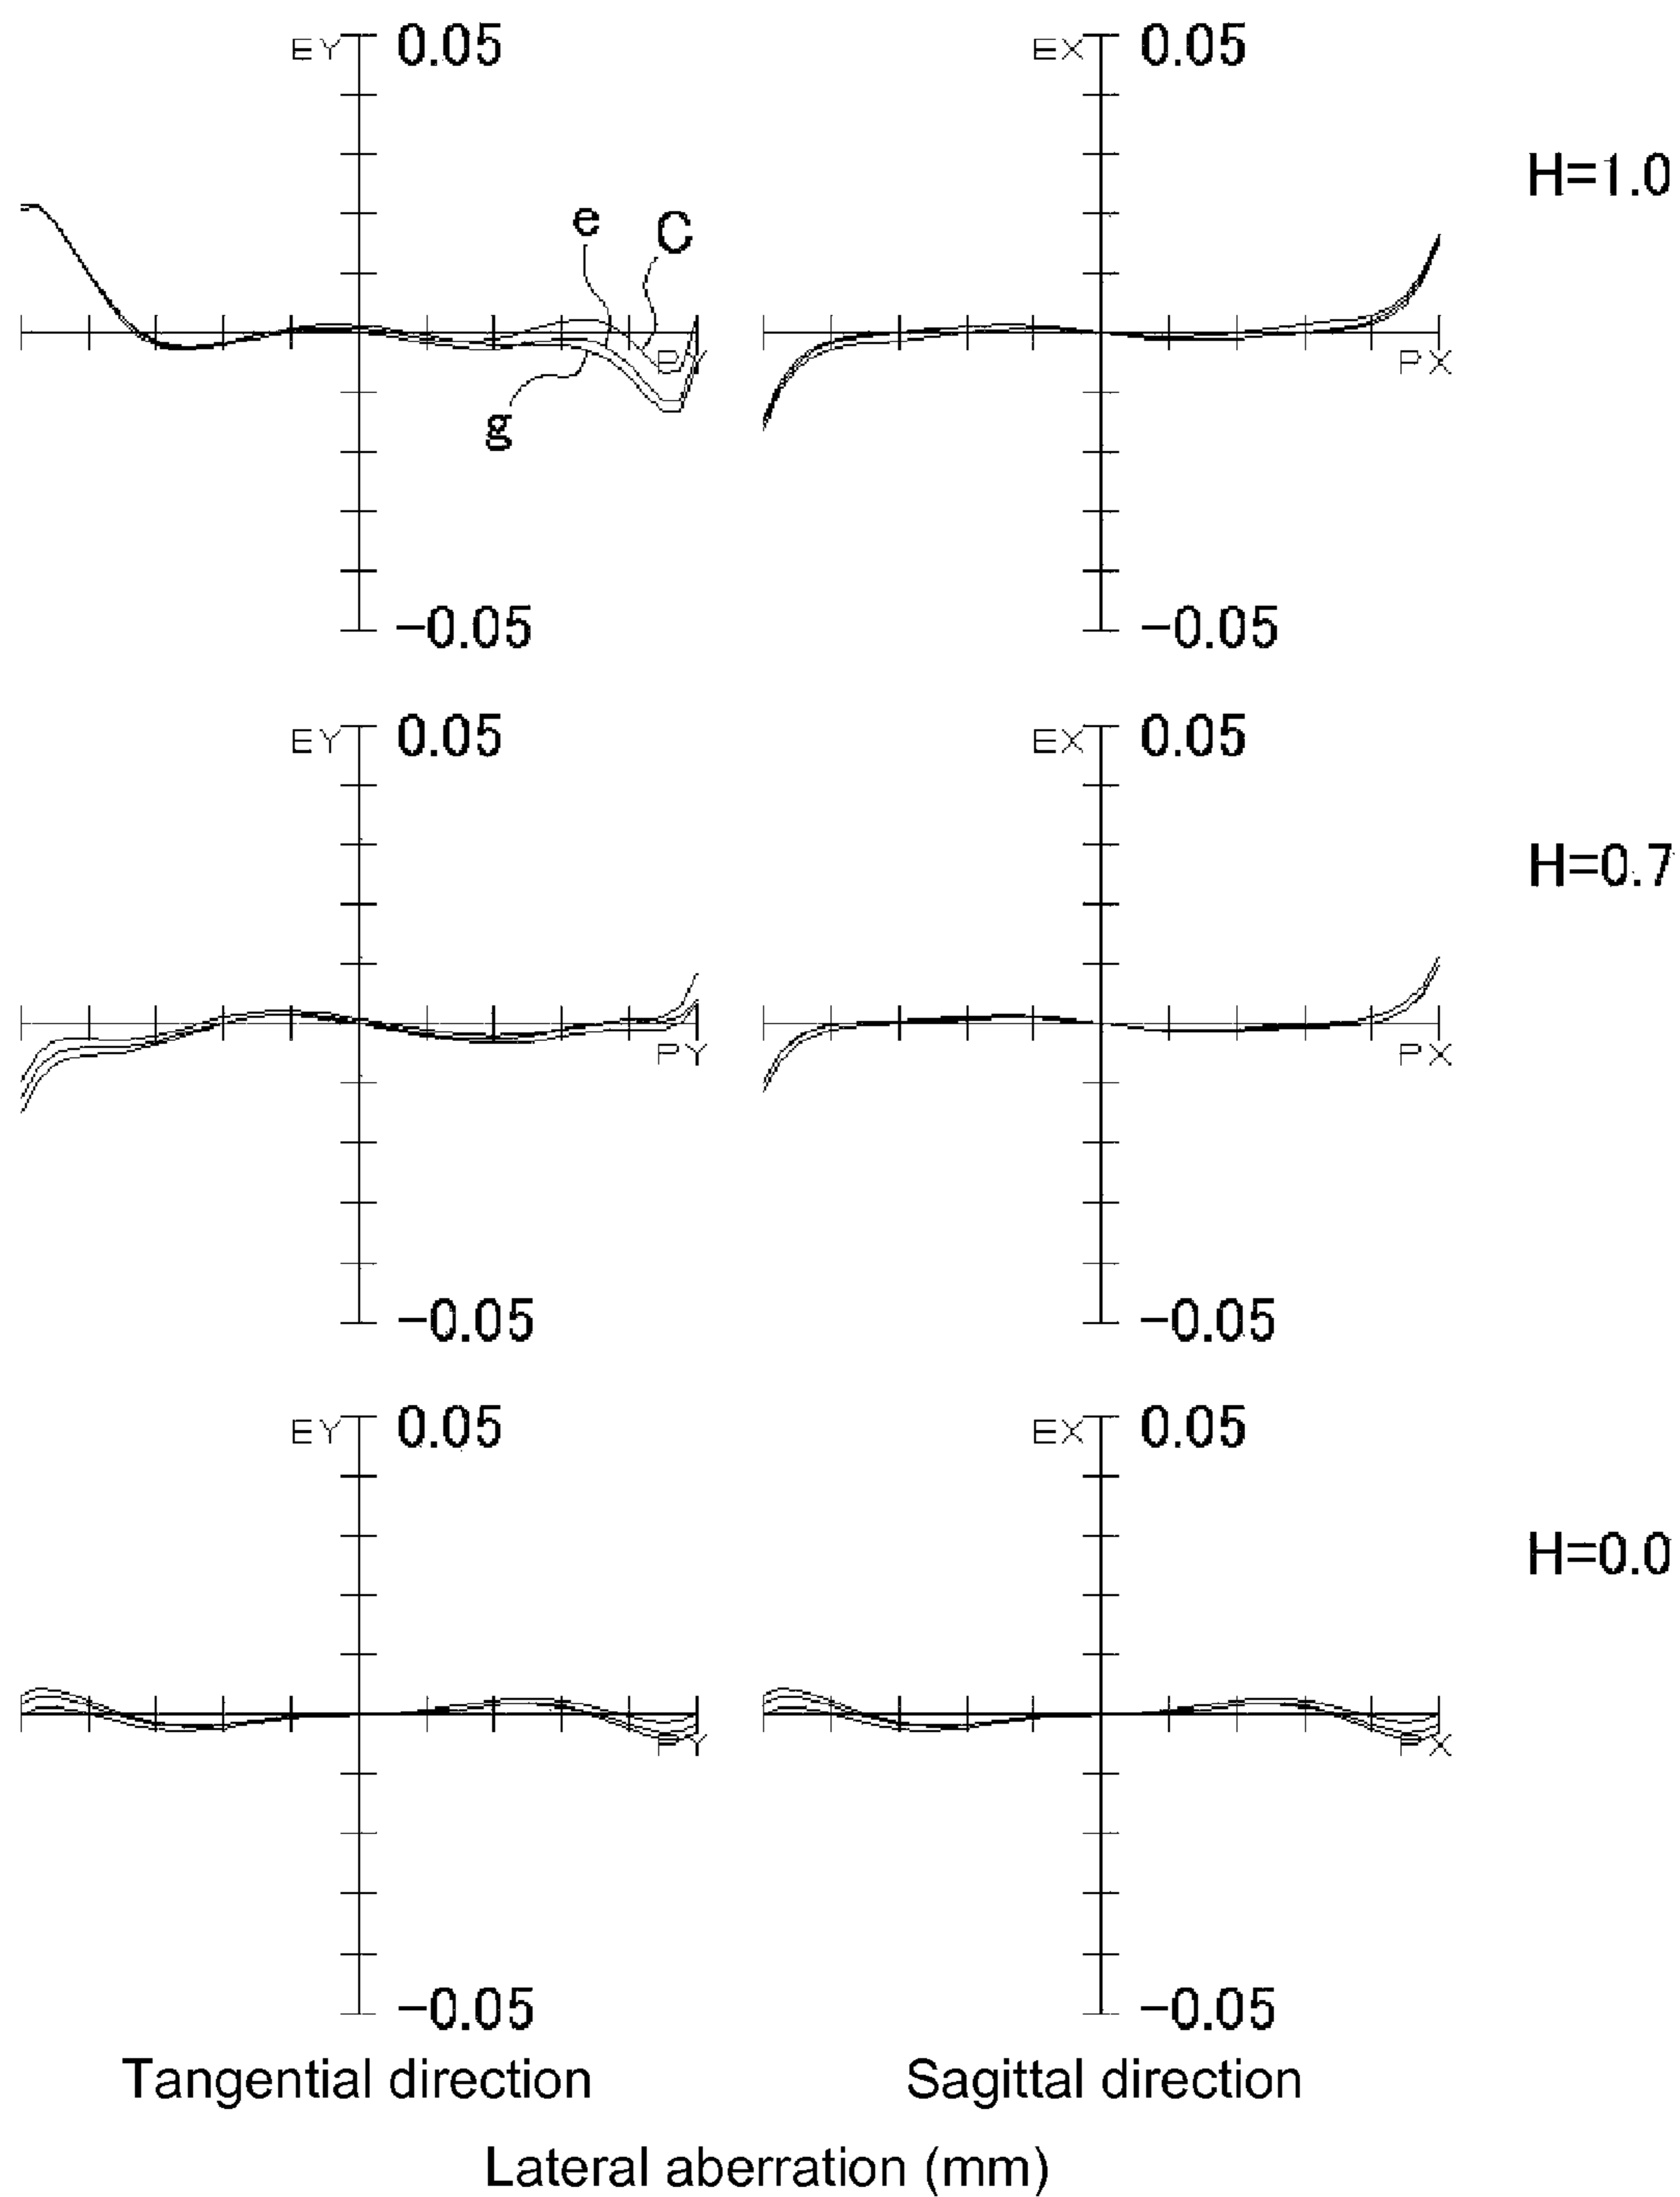 EY 0.05 EX 0.05
H=1.0
e C
PY PX
g
-0.05 -0.05
EY 0.05 EX 0.05
H=0.7
PY PX
-0.05 -0.05
EY 0.05 EX 0.05
H=0.0
PY PX
-0.05 -0.05
Tangential direction Sagittal direction
Lateral aberration (mm)